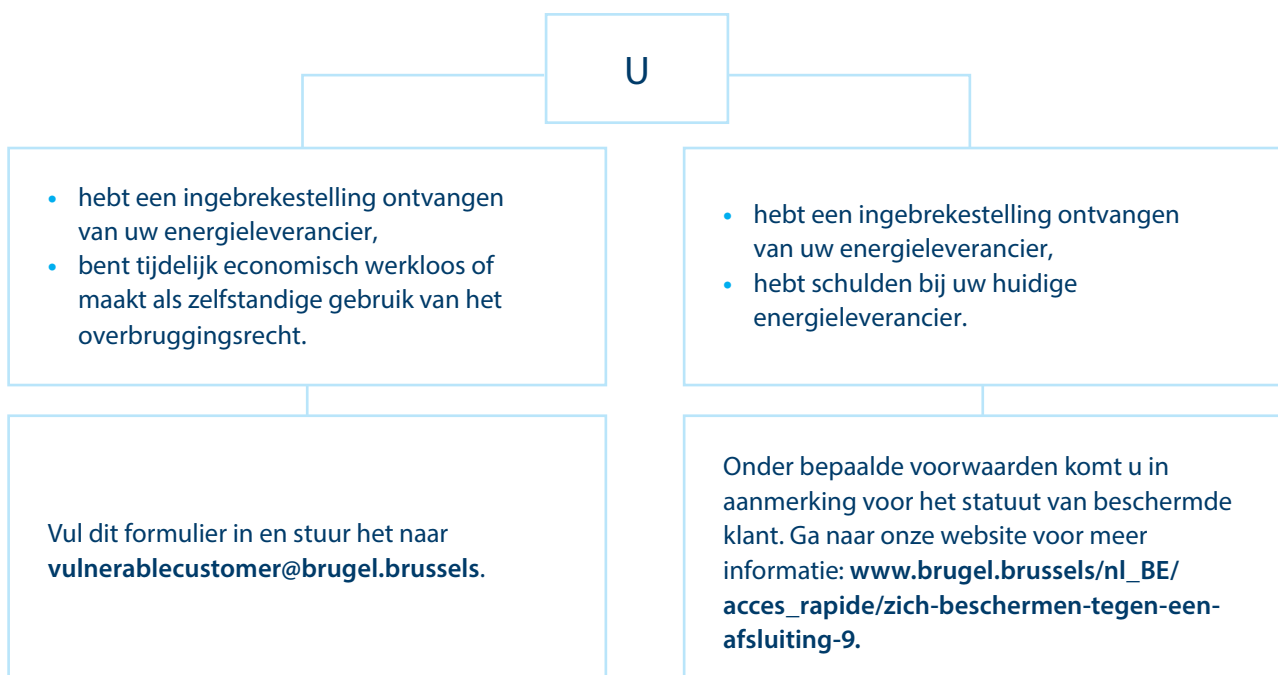 U
• hebt een ingebrekestelling ontvangen
van uw energieleverancier,
• bent tijdelijk economisch werkloos of
maakt als zelfstandige gebruik van het
overbruggingsrecht.
• hebt een ingebrekestelling ontvangen
van uw energieleverancier,
• hebt schulden bij uw huidige
energieleverancier.
Vul dit formulier in en stuur het naar
vulnerablecustomer@brugel.brussels.
Onder bepaalde voorwaarden komt u in
aanmerking voor het statuut van beschermde
klant. Ga naar onze website voor meer
informatie: www.brugel.brussels/nl_BE/
acces_rapide/zich-beschermen-tegen-een-
afsluiting-9.